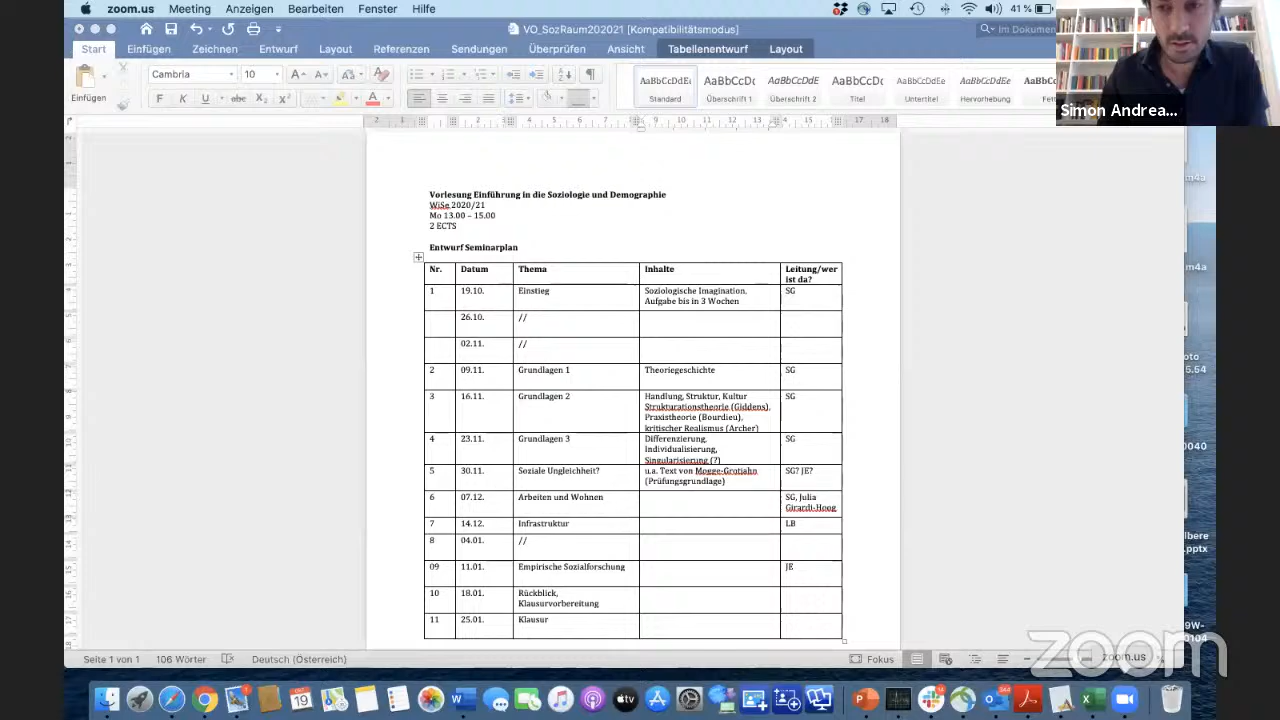 zoom.us Meeting Anzeigen Bearbeiten Fenster Hilfe 41%
VO_SozRaum202021 [Kompatibilitätsmodus]
Im Dokumen
Start Einfügen Zeichnen Entwurf Layout Referenzen Sendungen Überprüfen Ansicht Tabellenentwurf Layout
Cambria 10
Einfügen
Standard Überschrift 1 Überschrift 2 Titel Untertitel Hervorhebung
Simon Andrea...
Vorlesung Einführung in die Soziologie und Demographie
WiSe 2020/21
Mo 13.00 – 15.00
2 ECTS
Entwurf Seminarplan
Nr. Datum Thema Inhalte Leitung/wer ist da?
1 19.10. Einstieg Soziologische Imagination, Aufgabe bis in 3 Wochen SG
26.10. //
02.11. //
2 09.11. Grundlagen 1 Theoriegeschichte SG
3 16.11. Grundlagen 2 Handlung, Struktur, Kultur SG
Strukturationstheorie (Giddens),
Praxistheorie (Bourdieu),
kritischer Realismus (Archer)
23.11. Grundlagen 3 Differenzierung, SG
Individualisierung,
Singularisierung (?)
5 30.11. Soziale Ungleichheit? u.a. Text von Mogge-Grotjahn SG? JE?
(Prüfungsgrundlage)
6 07.12. Arbeiten und Wohnen SG, Julia
Girardi-Hoog
7 14.12. Infrastruktur LB
8 04.01. //
09 11.01. Empirische Sozialforschung JE
10 18.01. Rückblick,
Klausurvorbereitung
11 25.01. Klausur
Seite 1 von 1 Deutsch (Öster Fokus
zoom.us
zoom